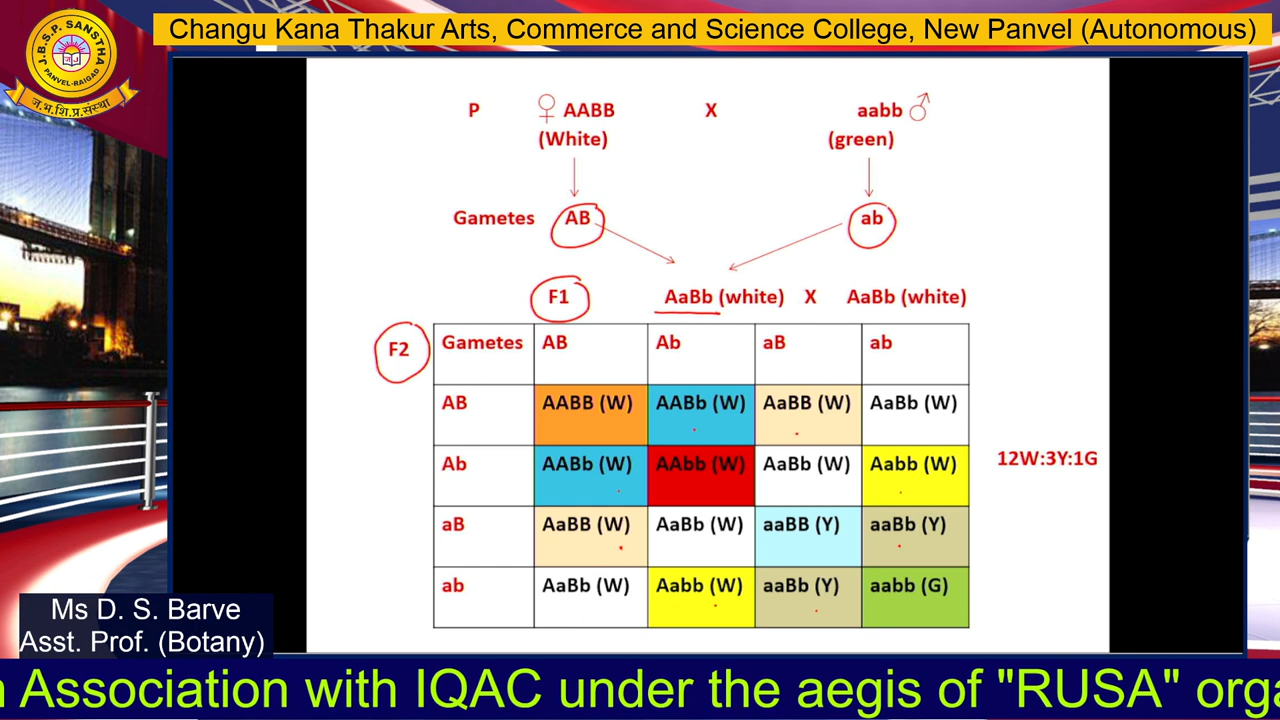 Changu Kana Thakur Arts, Commerce and Science College, New Panvel (Autonomous)
J.B.S.P. SANSTHA
PANVEL-RAIGAD
ज.भ.शि.प्र.संस्था
P ♀ AABB X aabb ♂
(White) (green)
Gametes AB ab
F1 AaBb (white) X AaBb (white)
F2 Gametes AB Ab aB ab
AB AABB (W) AABb (W) AaBB (W) AaBb (W)
Ab AABb (W) AAbb (W) AaBb (W) Aabb (W) 12W:3Y:1G
aB AaBB (W) AaBb (W) aaBB (Y) aaBb (Y)
ab AaBb (W) Aabb (W) aaBb (Y) aabb (G)
Ms D. S. Barve
Asst. Prof. (Botany)
Association with IQAC under the aegis of "RUSA"